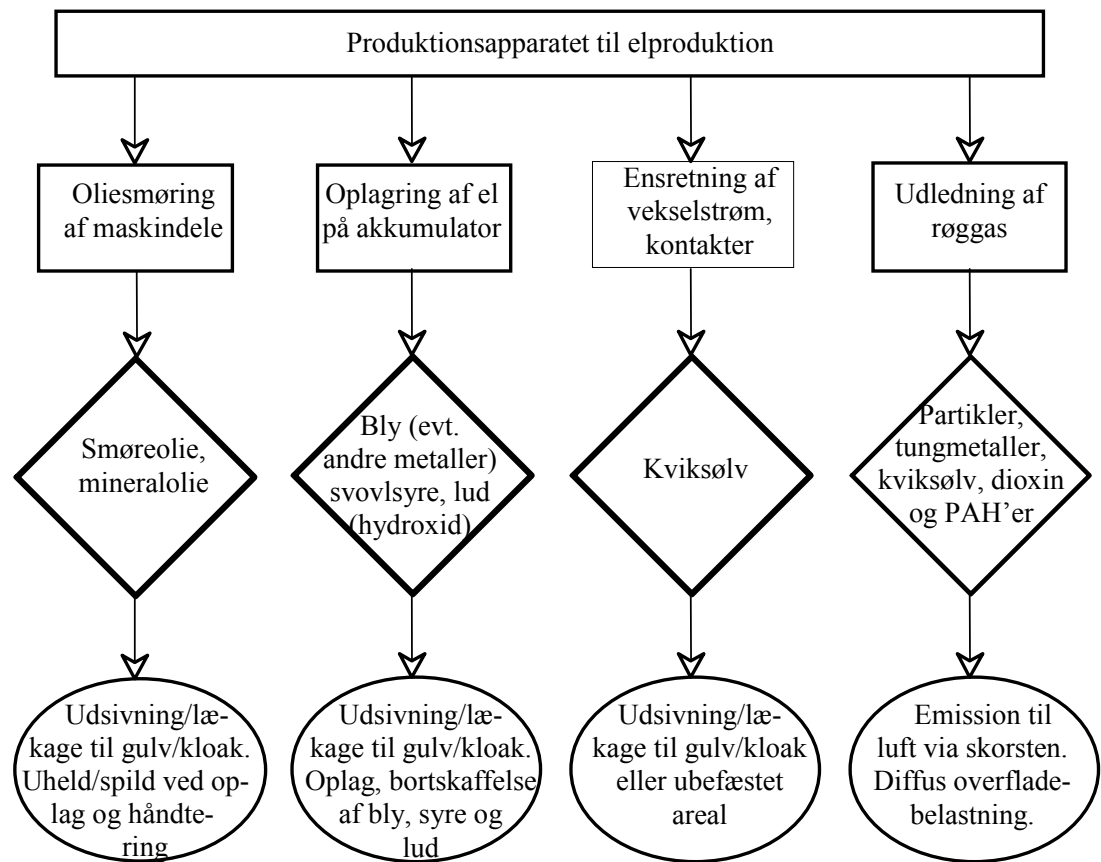 Produktionsapparatet til elproduktion
Oliesmøring
af maskindele
Oplagring af el
på akkumulator
Ensretning af
vekselstrøm,
kontakter
Udledning af
røggas
Smøreolie,
mineralolie
Bly (evt.
andre metaller)
svovlsyre, lud
(hydroxid)
Kviksølv
Partikler,
tungmetaller,
kviksølv, dioxin
og PAH’er
Udsivning/læ-
kage til gulv/kloak.
Uheld/spild ved op-
lag og håndte-
ring
Udsivning/læ-
kage til gulv/kloak.
Oplag, bortskaffelse
af bly, syre og
lud
Udsivning/læ-
kage til gulv/kloak
eller ubefæstet
areal
Emission til
luft via skorsten.
Diffus overflade-
belastning.